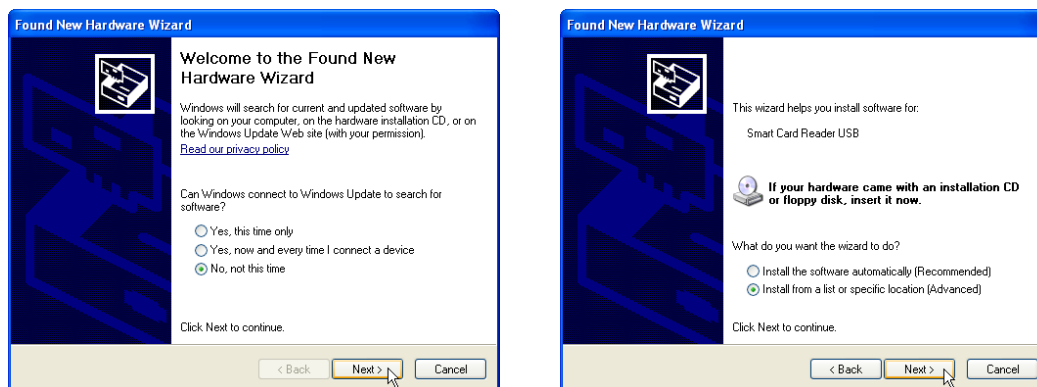 Found New Hardware Wizard
Welcome to the Found New
Hardware Wizard
Windows will search for current and updated software by
looking on your computer, on the hardware installation CD, or on
the Windows Update Web site (with your permission).
Read our privacy policy
Can Windows connect to Windows Update to search for
software?
Yes, this time only
Yes, now and every time I connect a device
No, not this time
Click Next to continue.
< Back
Next >
Cancel
Found New Hardware Wizard
This wizard helps you install software for:
Smart Card Reader USB
If your hardware came with an installation CD
or floppy disk, insert it now.
What do you want the wizard to do?
Install the software automatically (Recommended)
Install from a list or specific location (Advanced)
Click Next to continue.
< Back
Next >
Cancel